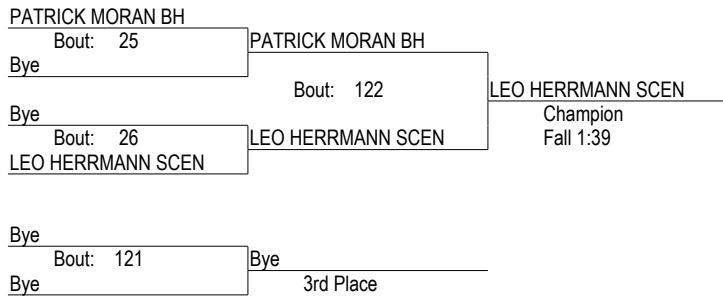 PATRICK MORAN BH
Bout: 25
PATRICK MORAN BH
Bye
Bout: 122
LEO HERRMANN SCEN
Bye
Champion
Bout: 26
LEO HERRMANN SCEN
Fall 1:39
LEO HERRMANN SCEN
Bye
Bout: 121
Bye
Bye
3rd Place